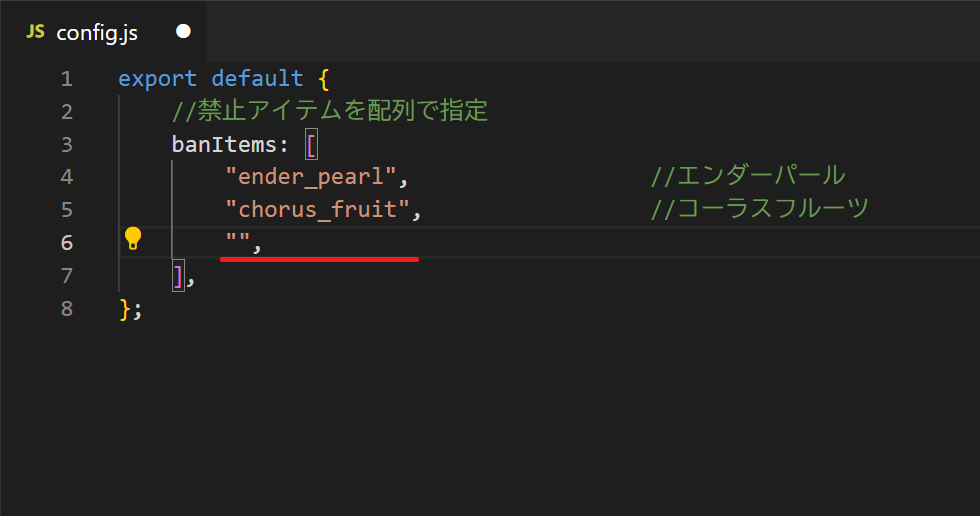 JS config.js
1 export default {
2 //禁止アイテムを配列で指定
3 banItems: [
4 "ender_pearl", //エンダーパール
5 "chorus_fruit", //コーラスフルーツ
6 "",
7 ],
8 };